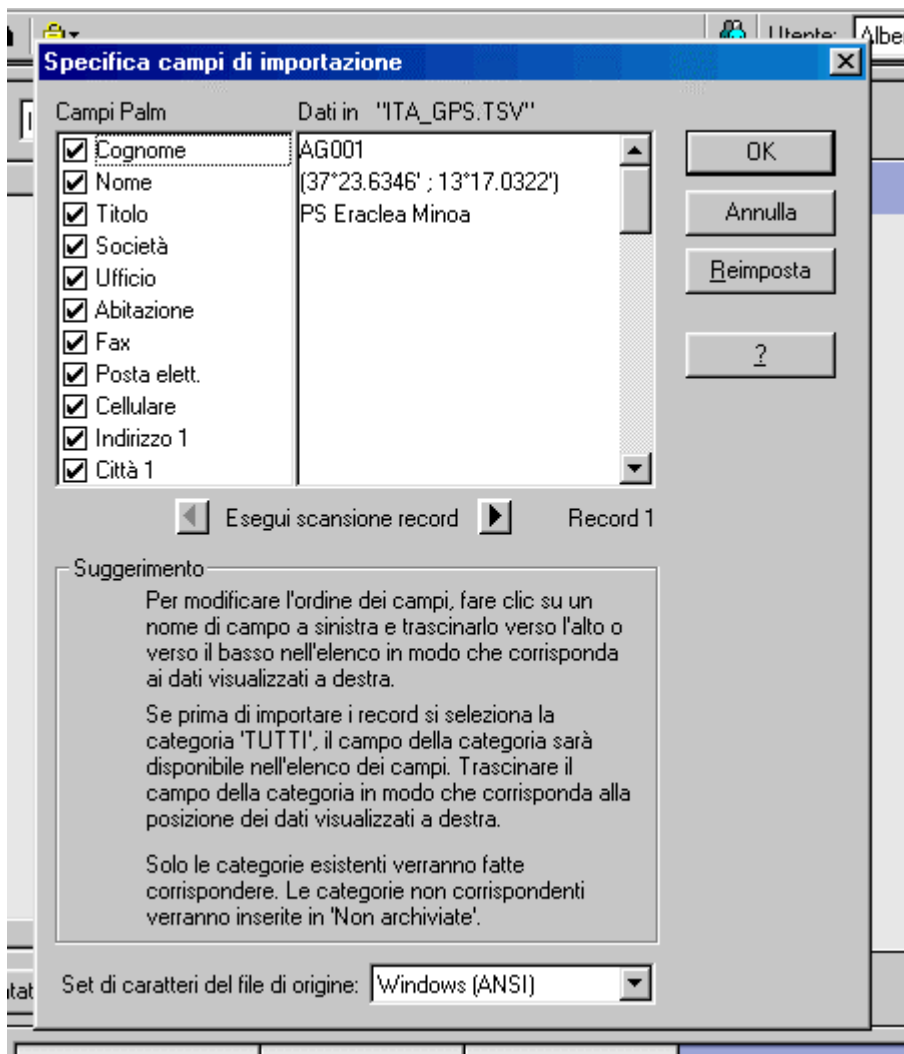 Utente: Alber
Specifica campi di importazione
Campi Palm
Dati in "ITA_GPS.TSV"
Cognome
AG001
OK
Nome
(37°23.6346' ; 13°17.0322')
Titolo
PS Eraclea Minoa
Annulla
Società
Ufficio
Reimposta
Abitazione
Fax
?
Posta elett.
Cellulare
Indirizzo 1
Città 1
Esegui scansione record
Record 1
Suggerimento
Per modificare l'ordine dei campi, fare clic su un
nome di campo a sinistra e trascinarlo verso l'alto o
verso il basso nell'elenco in modo che corrisponda
ai dati visualizzati a destra.
Se prima di importare i record si seleziona la
categoria 'TUTTI', il campo della categoria sarà
disponibile nell'elenco dei campi. Trascinare il
campo della categoria in modo che corrisponda alla
posizione dei dati visualizzati a destra.
Solo le categorie esistenti verranno fatte
corrispondere. Le categorie non corrispondenti
verranno inserite in 'Non archiviate'.
Set di caratteri del file di origine:
Windows (ANSI)